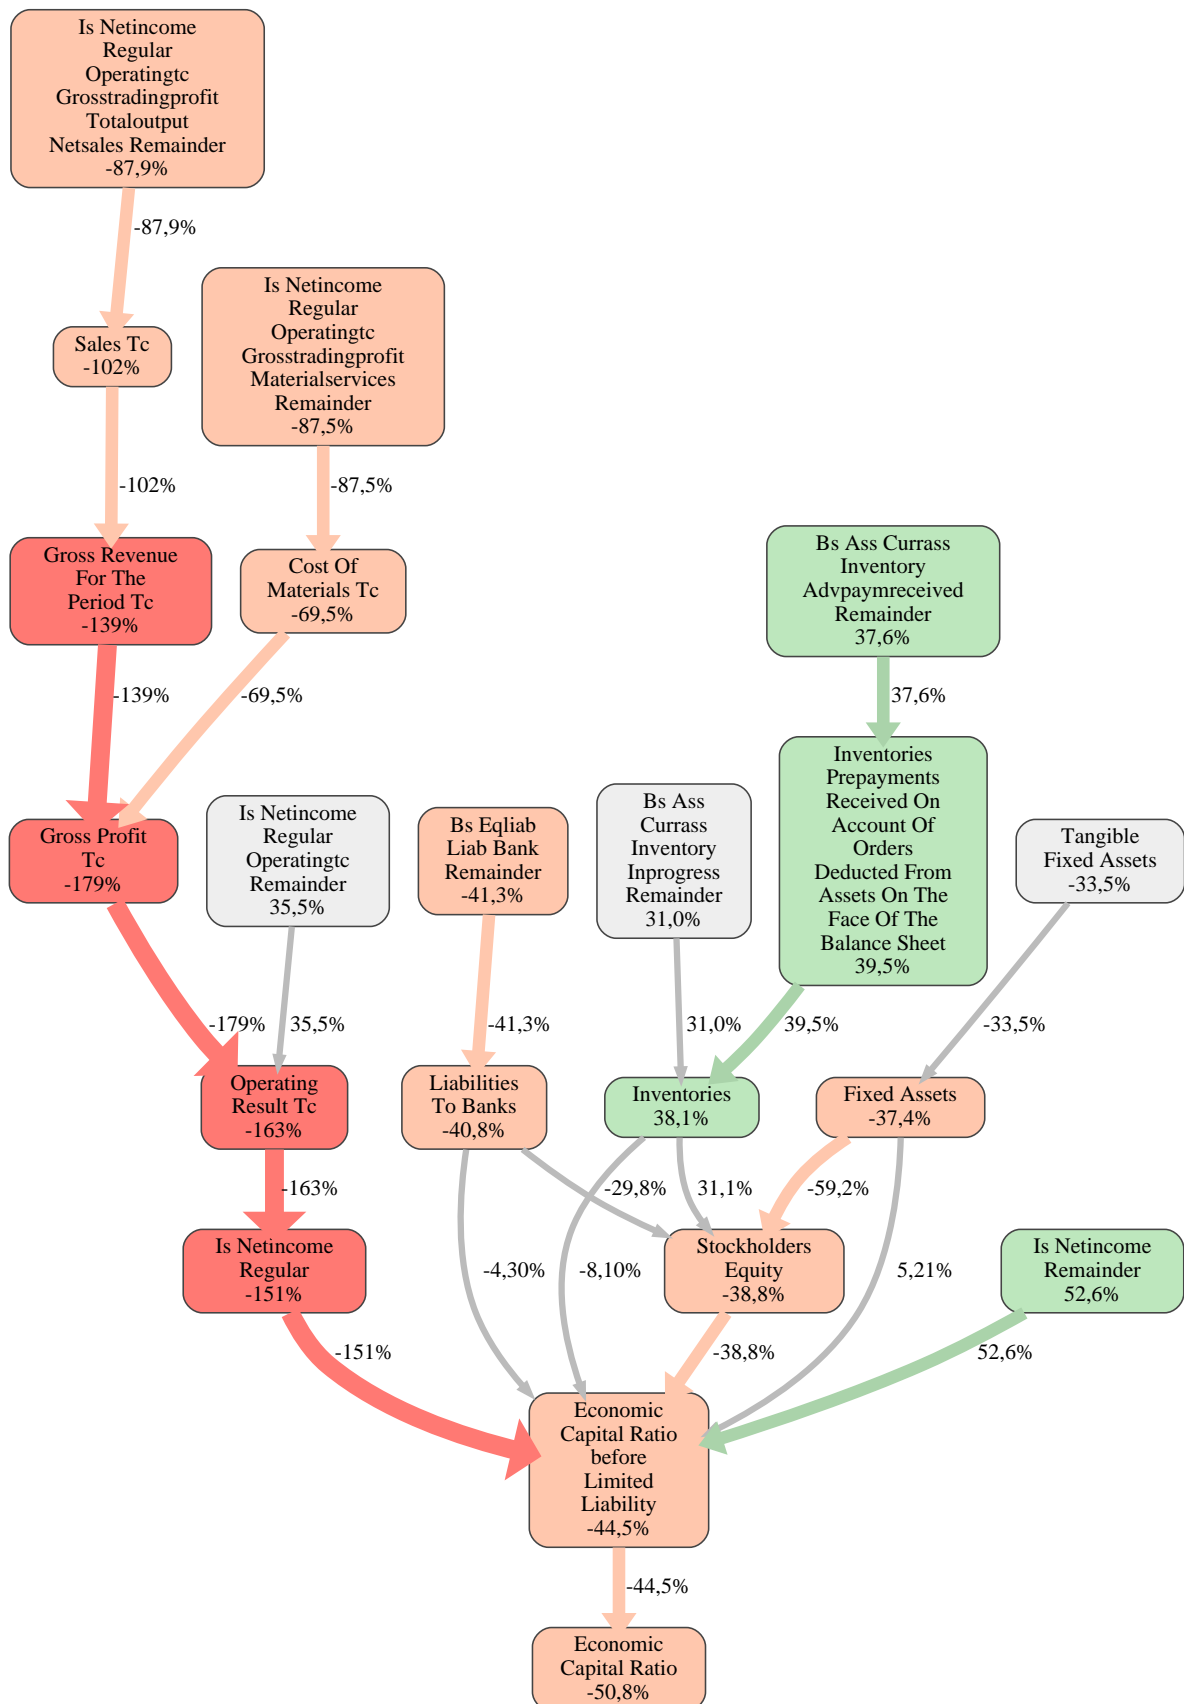 Is Netincome
Regular
Operatingtc
Grosstradingprofit
Totaloutput
Netsales Remainder
-87,9%
-87,9%
Is Netincome
Regular
Operatingtc
Grosstradingprofit
Materialservices
Remainder
-87,5%
Sales Tc
-102%
-102%
-87,5%
Gross Revenue
For The
Period Tc
-139%
Cost Of
Materials Tc
-69,5%
Bs Ass Currass
Inventory
Advpaymreceived
Remainder
37,6%
-139%
-69,5%
37,6%
Gross Profit
Tc
-179%
Is Netincome
Regular
Operatingtc
Remainder
35,5%
Bs Eqliab
Liab Bank
Remainder
-41,3%
Bs Ass
Currass
Inventory
Inprogress
Remainder
31,0%
Inventories
Prepayments
Received On
Account Of
Orders
Deducted From
Assets On The
Face Of The
Balance Sheet
39,5%
Tangible
Fixed Assets
-33,5%
-179%
35,5%
-41,3%
31,0%
39,5%
-33,5%
Operating
Result Tc
-163%
Liabilities
To Banks
-40,8%
Inventories
38,1%
Fixed Assets
-37,4%
-163%
-29,8%
31,1%
-59,2%
Is Netincome
Regular
-151%
-4,30%
-8,10%
Stockholders
Equity
-38,8%
5,21%
Is Netincome
Remainder
52,6%
-151%
-38,8%
52,6%
Economic
Capital Ratio
before
Limited
Liability
-44,5%
-44,5%
Economic
Capital Ratio
-50,8%